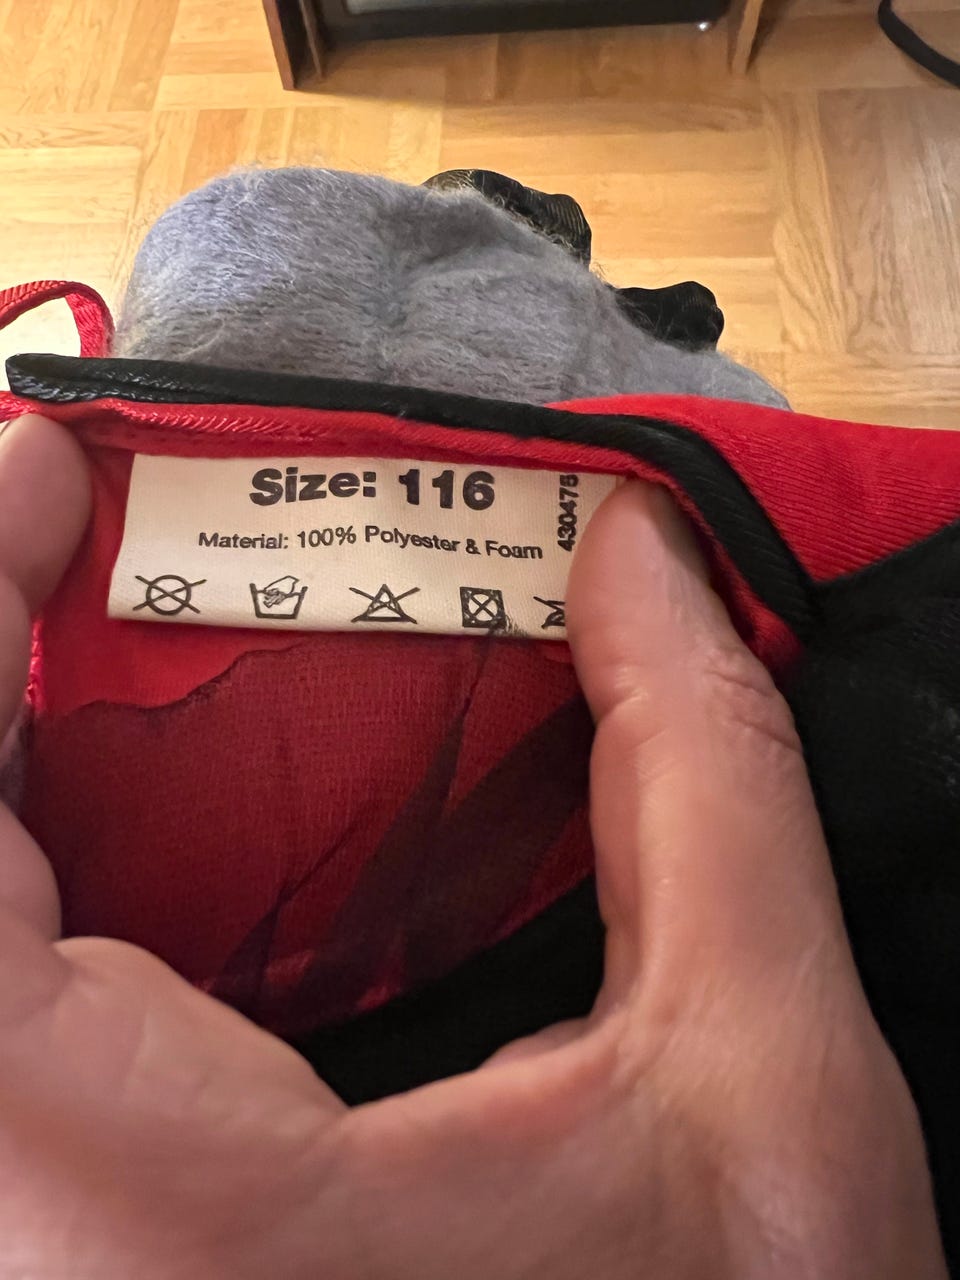 Size: 116
Material: 100% Polyester & Foam
430475